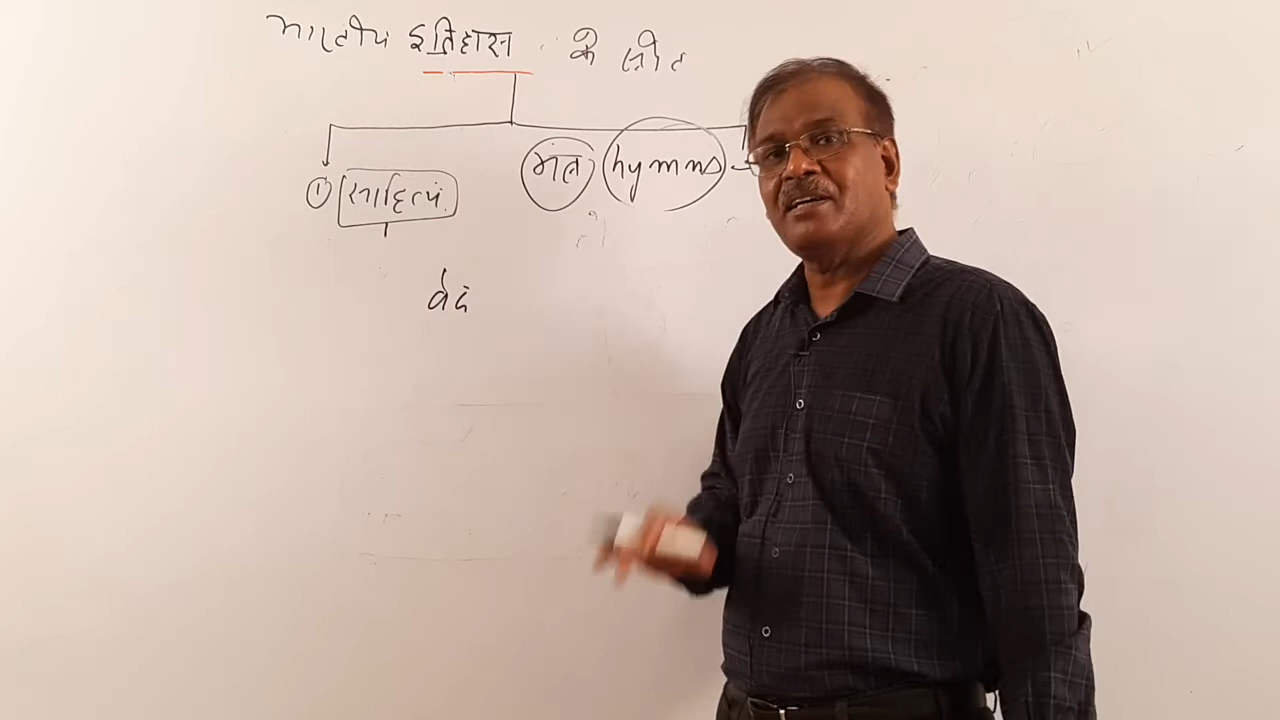 भारतीय इतिहास के स्रोत
① साहित्य मंत्र hymns
वेद